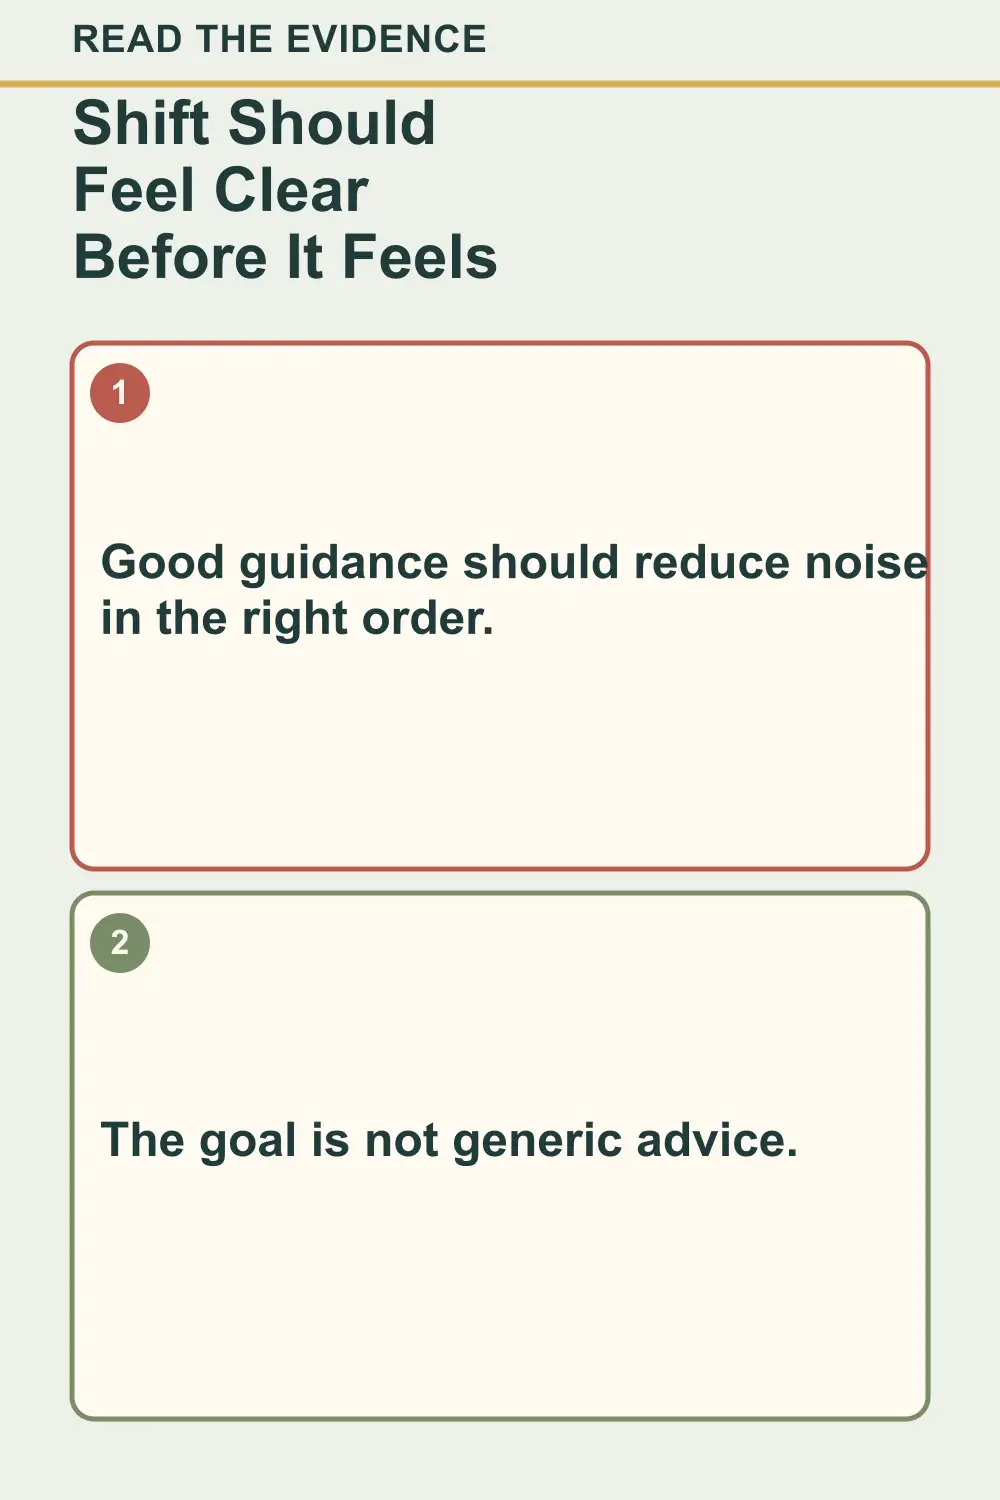 READ THE EVIDENCE
Shift Should
Feel Clear
Before It Feels
1
Good guidance should reduce noise
in the right order.
2
The goal is not generic advice.